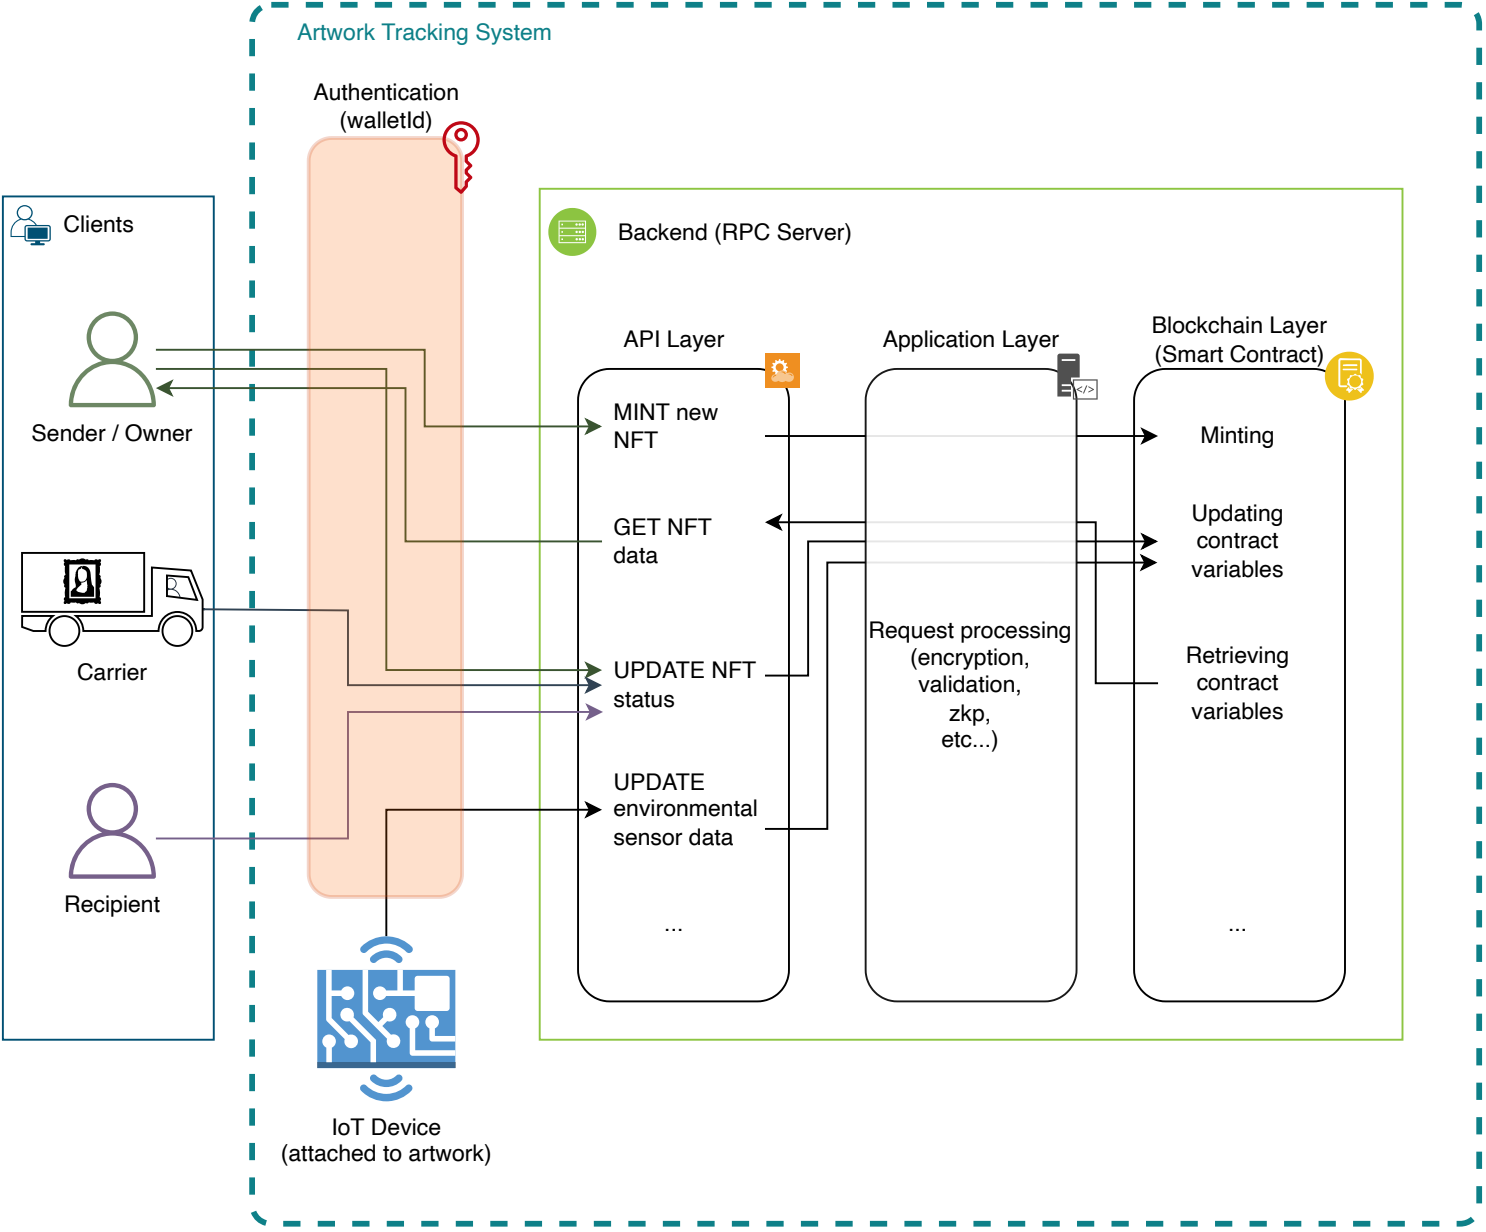 Artwork Tracking System
Authentication
(walletId)
Clients
Sender / Owner
Carrier
Recipient
IoT Device
(attached to artwork)
Backend (RPC Server)
API Layer
MINT new
NFT
GET NFT
data
UPDATE NFT
status
UPDATE
environmental
sensor data
...
Application Layer
</>
Request processing
(encryption,
validation,
zkp,
etc...)
Blockchain Layer
(Smart Contract)
Minting
Updating
contract
variables
Retrieving
contract
variables
...